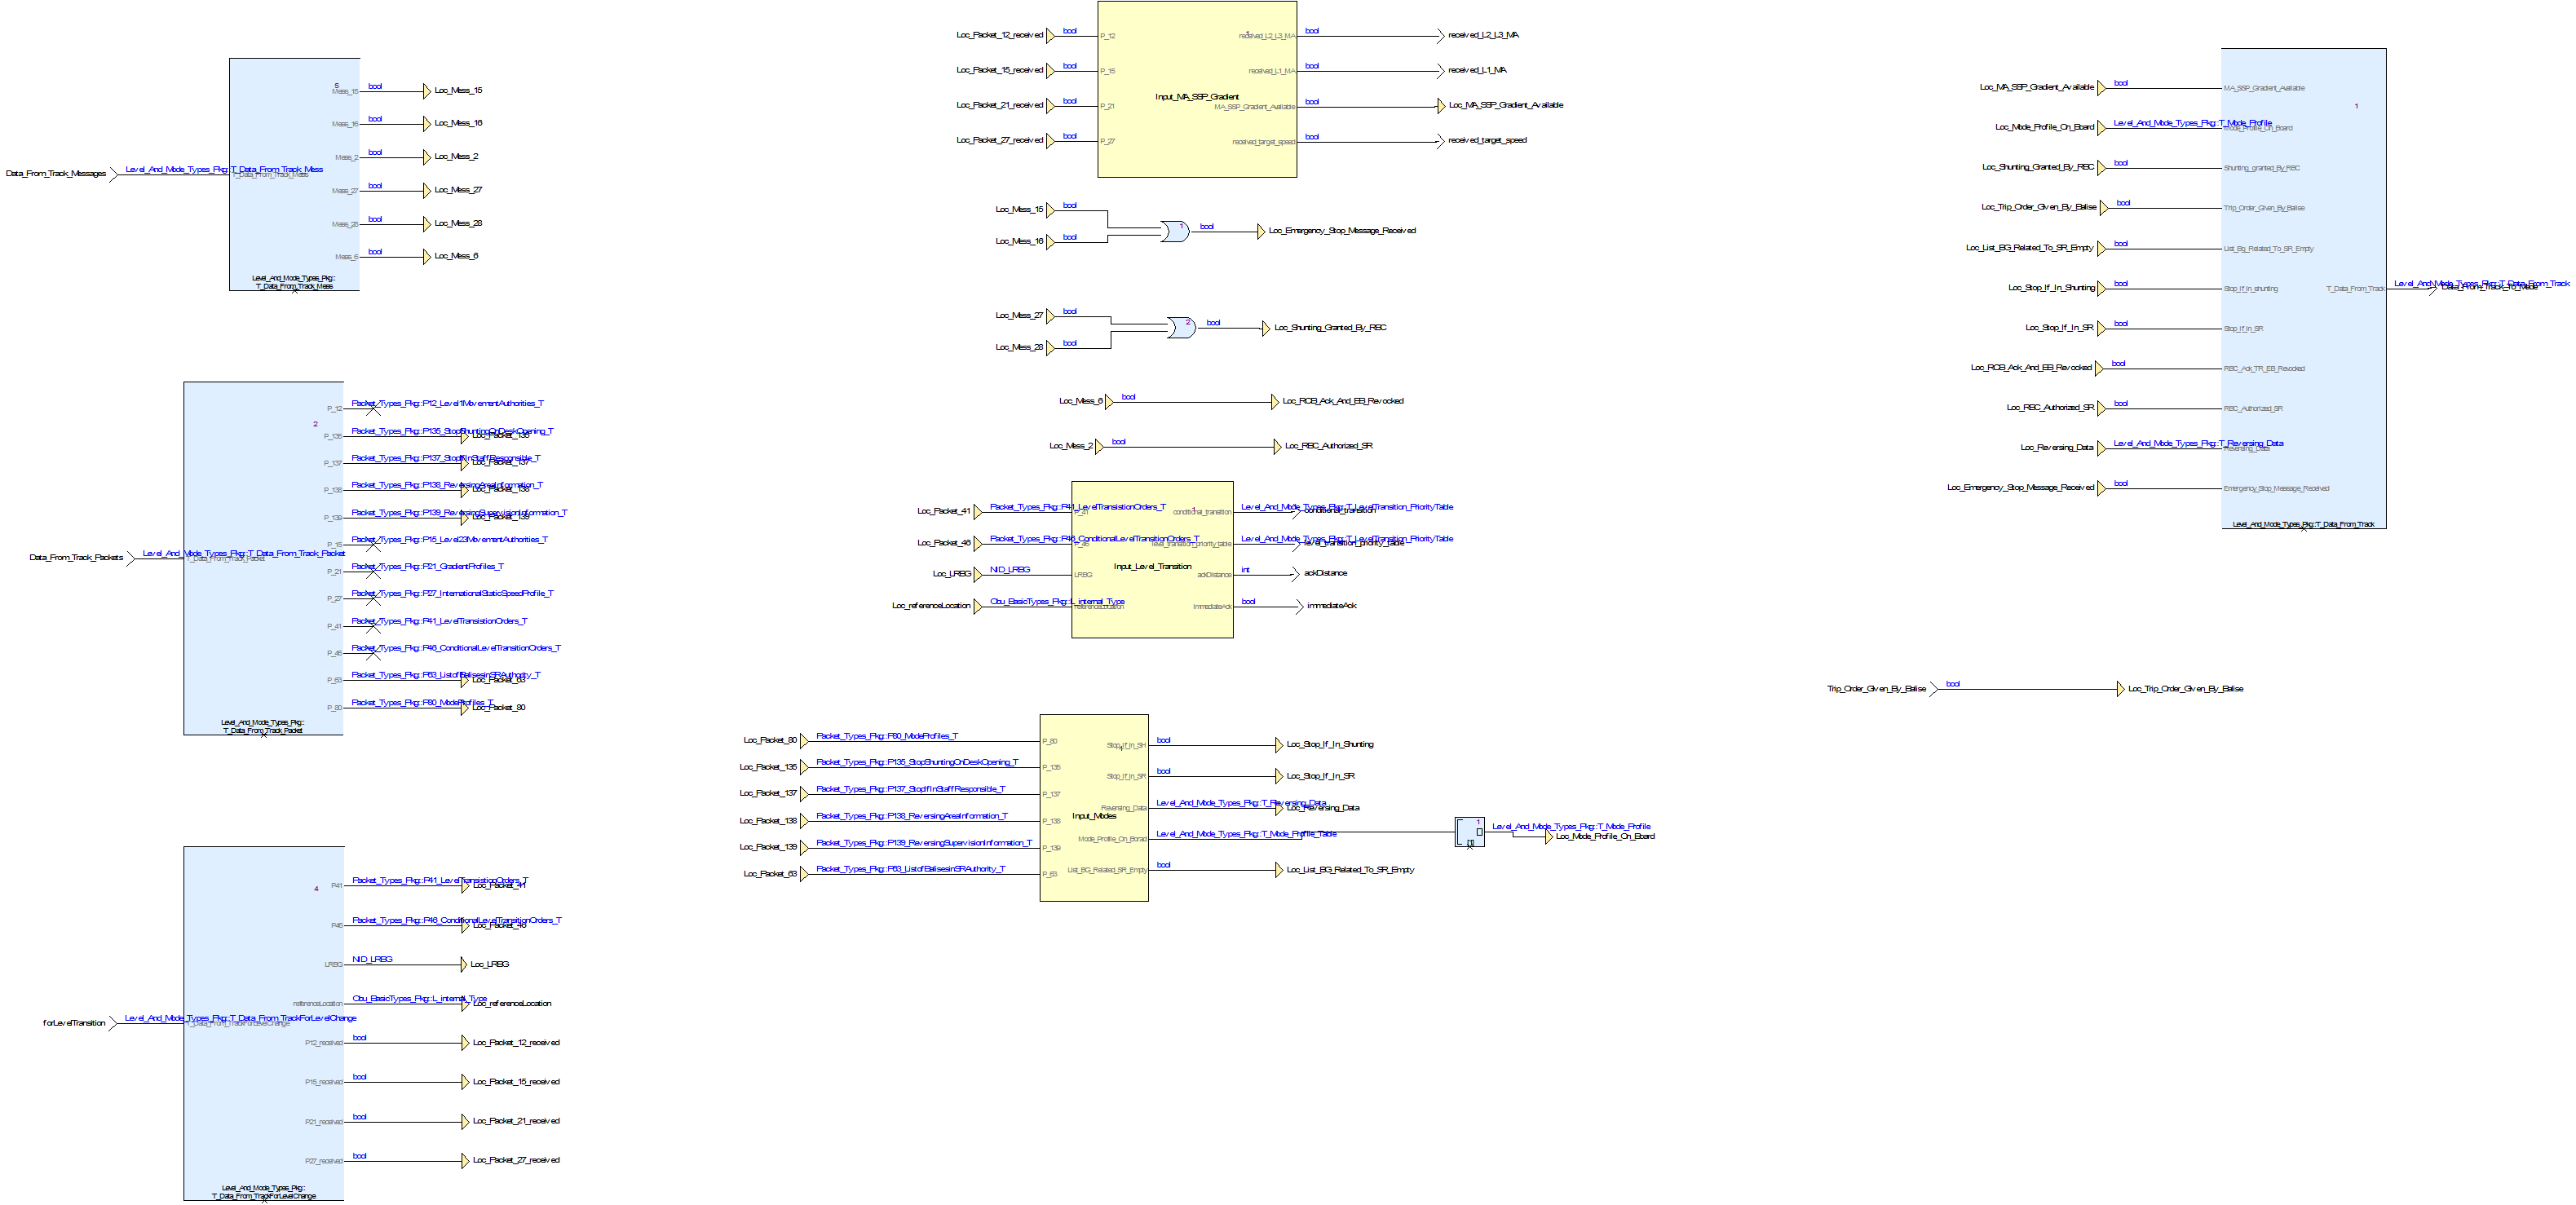 Data_From_Track_Messages
Level_And_Mode_Types_Pkg::T_Data_From_Track_Mess
T_Data_From_Track_Mess
5
Mess_15
bool
Loc_Mess_15
Mess_16
bool
Loc_Mess_16
Mess_2
bool
Loc_Mess_2
Mess_27
bool
Loc_Mess_27
Mess_28
bool
Loc_Mess_28
Mess_6
bool
Loc_Mess_6
Level_And_Mode_Types_Pkg::
T_Data_From_Track_Mess
Data_From_Track_Packets
Level_And_Mode_Types_Pkg::T_Data_From_Track_Packet
T_Data_From_Track_Packet
2
P_12
Packet_Types_Pkg::P12_Level1MovementAuthorities_T
P_135
Packet_Types_Pkg::P135_StopShuntingOnDeskOpening_T
Loc_Packet_135
P_137
Packet_Types_Pkg::P137_StopIfInStaffResponsible_T
Loc_Packet_137
P_138
Packet_Types_Pkg::P138_ReversingAreaInformation_T
Loc_Packet_138
P_139
Packet_Types_Pkg::P139_ReversingSupervisionInformation_T
Loc_Packet_139
P_15
Packet_Types_Pkg::P15_Level23MovementAuthorities_T
P_21
Packet_Types_Pkg::P21_GradientProfiles_T
P_27
Packet_Types_Pkg::P27_InternationalStaticSpeedProfile_T
P_41
Packet_Types_Pkg::P41_LevelTransistionOrders_T
P_46
Packet_Types_Pkg::P46_ConditionalLevelTransitionOrders_T
P_63
Packet_Types_Pkg::P63_ListofBalisesinSRAuthority_T
Loc_Packet_63
P_80
Packet_Types_Pkg::P80_ModeProfiles_T
Loc_Packet_80
Level_And_Mode_Types_Pkg::
T_Data_From_Track_Packet
forLevelTransition
Level_And_Mode_Types_Pkg::T_Data_From_TrackForLevelChange
T_Data_From_TrackForLevelChange
4
P41
Packet_Types_Pkg::P41_LevelTransistionOrders_T
Loc_Packet_41
P46
Packet_Types_Pkg::P46_ConditionalLevelTransitionOrders_T
Loc_Packet_46
LRBG
NID_LRBG
Loc_LRBG
referenceLocation
Obu_BasicTypes_Pkg::L_internal_Type
Loc_referenceLocation
P12_received
bool
Loc_Packet_12_received
P15_received
bool
Loc_Packet_15_received
P21_received
bool
Loc_Packet_21_received
P27_received
bool
Loc_Packet_27_received
Level_And_Mode_Types_Pkg::
T_Data_From_TrackForLevelChange
Loc_Packet_12_received
bool
P_12
Loc_Packet_15_received
bool
P_15
Loc_Packet_21_received
bool
P_21
Loc_Packet_27_received
bool
P_27
1
Input_MA_SSP_Gradient
received_L2_L3_MA
bool
received_L2_L3_MA
received_L1_MA
bool
received_L1_MA
MA_SSP_Gradient_Available
bool
Loc_MA_SSP_Gradient_Available
received_target_speed
bool
received_target_speed
Loc_Mess_15
bool
Loc_Mess_16
bool
1
bool
Loc_Emergency_Stop_Message_Received
Loc_Mess_27
bool
Loc_Mess_28
bool
2
bool
Loc_Shunting_Granted_By_RBC
Loc_Mess_6
bool
Loc_RCB_Ack_And_EB_Revocked
Loc_Mess_2
bool
Loc_RBC_Authorized_SR
Loc_Packet_41
Packet_Types_Pkg::P41_LevelTransistionOrders_T
P_41
Loc_Packet_46
Packet_Types_Pkg::P46_ConditionalLevelTransitionOrders_T
P_46
Loc_LRBG
NID_LRBG
LRBG
Loc_referenceLocation
Obu_BasicTypes_Pkg::L_internal_Type
referenceLocation
1
Input_Level_Transition
conditional_transition
Level_And_Mode_Types_Pkg::T_LevelTransition_PriorityTable
conditional_transition
level_transition_priority_table
Level_And_Mode_Types_Pkg::T_LevelTransition_PriorityTable
level_transition_priority_table
ackDistance
int
ackDistance
immediateAck
bool
immediateAck
Loc_Packet_80
Packet_Types_Pkg::P80_ModeProfiles_T
P_80
Loc_Packet_135
Packet_Types_Pkg::P135_StopShuntingOnDeskOpening_T
P_135
Loc_Packet_137
Packet_Types_Pkg::P137_StopIfInStaffResponsible_T
P_137
Loc_Packet_138
Packet_Types_Pkg::P138_ReversingAreaInformation_T
P_138
Loc_Packet_139
Packet_Types_Pkg::P139_ReversingSupervisionInformation_T
P_139
Loc_Packet_63
Packet_Types_Pkg::P63_ListofBalisesinSRAuthority_T
P_63
Input_Modes
Stop_If_In_SH
bool
Loc_Stop_If_In_Shunting
Stop_If_In_SR
bool
Loc_Stop_If_In_SR
Reversing_Data
Level_And_Mode_Types_Pkg::T_Reversing_Data
Loc_Reversing_Data
Mode_Profile_On_Borad
Level_And_Mode_Types_Pkg::T_Mode_Profile_Table
1
[1]
Level_And_Mode_Types_Pkg::T_Mode_Profile
Loc_Mode_Profile_On_Board
List_BG_Related_SR_Empty
bool
Loc_List_BG_Related_To_SR_Empty
Loc_MA_SSP_Gradient_Available
bool
MA_SSP_Gradient_Available
Loc_Mode_Profile_On_Board
Level_And_Mode_Types_Pkg::T_Mode_Profile
Mode_Profile_On_Board
Loc_Shunting_Granted_By_RBC
bool
Shunting_granted_By_RBC
Loc_Trip_Order_Given_By_Balise
bool
Trip_Order_Given_By_Balise
Loc_List_BG_Related_To_SR_Empty
bool
List_Bg_Related_To_SR_Empty
Loc_Stop_If_In_Shunting
bool
Stop_If_In_shunting
Loc_Stop_If_In_SR
bool
Stop_If_In_SR
Loc_RCB_Ack_And_EB_Revocked
bool
RBC_Ack_TR_EB_Revocked
Loc_RBC_Authorized_SR
bool
RBC_Authorized_SR
Loc_Reversing_Data
Level_And_Mode_Types_Pkg::T_Reversing_Data
Reversing_Data
Loc_Emergency_Stop_Message_Received
bool
Emergency_Stop_Message_Received
1
T_Data_From_Track
Level_And_Mode_Types_Pkg::T_Data_From_Track
Data_From_Track_To_Mode
Level_And_Mode_Types_Pkg::T_Data_From_Track
Trip_Order_Given_By_Balise
bool
Loc_Trip_Order_Given_By_Balise